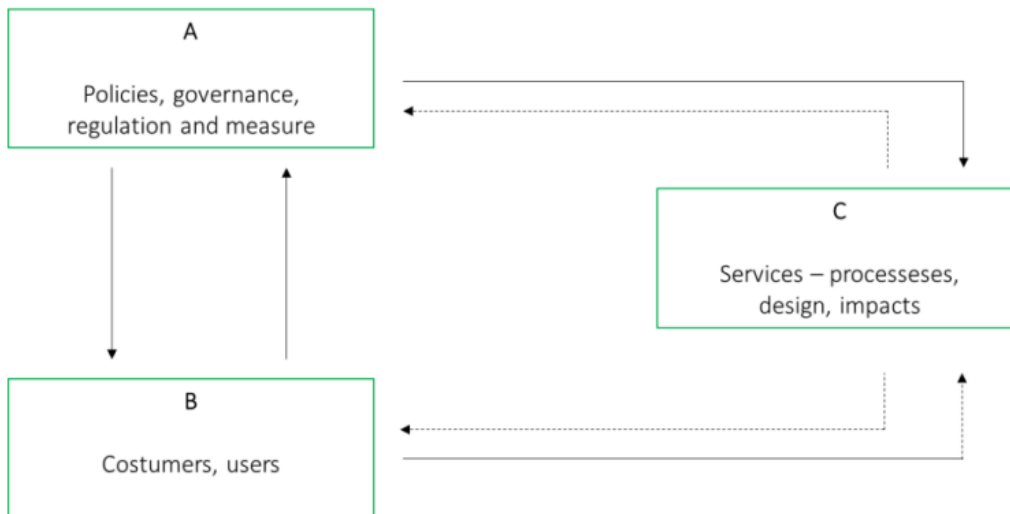 A
Policies, governance,
regulation and measure
C
Services – processeses,
design, impacts
B
Costumers, users